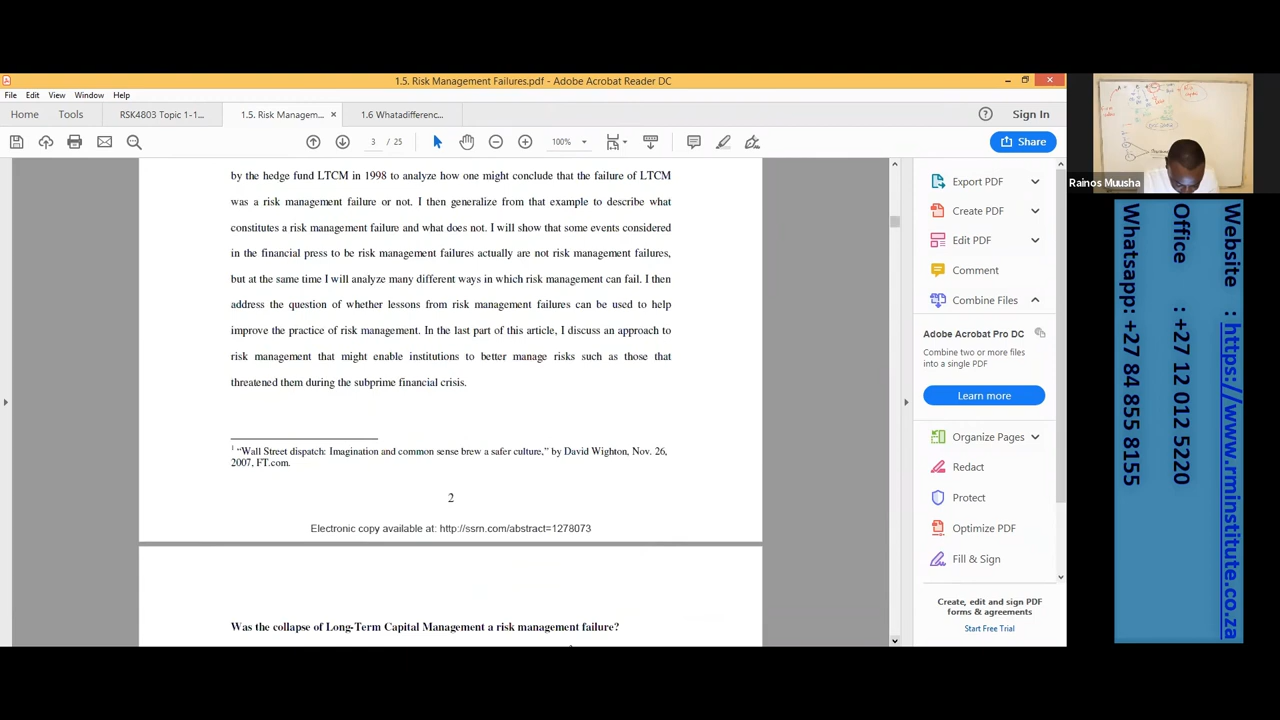 1.5. Risk Management Failures.pdf - Adobe Acrobat Reader DC
File Edit View Window Help
Home Tools RSK4803 Topic 1-1... 1.5. Risk Managem... × 1.6 Whatadifferenc... Sign In
3 / 25 100% Share
by the hedge fund LTCM in 1998 to analyze how one might conclude that the failure of LTCM
was a risk management failure or not. I then generalize from that example to describe what
constitutes a risk management failure and what does not. I will show that some events considered
in the financial press to be risk management failures actually are not risk management failures,
but at the same time I will analyze many different ways in which risk management can fail. I then
address the question of whether lessons from risk management failures can be used to help
improve the practice of risk management. In the last part of this article, I discuss an approach to
risk management that might enable institutions to better manage risks such as those that
threatened them during the subprime financial crisis.
1 “Wall Street dispatch: Imagination and common sense brew a safer culture,” by David Wighton, Nov. 26,
2007, FT.com.
2
Electronic copy available at: http://ssrn.com/abstract=1278073
Was the collapse of Long-Term Capital Management a risk management failure?
Export PDF
Create PDF
Edit PDF
Comment
Combine Files
Adobe Acrobat Pro DC
Combine two or more files
into a single PDF
Learn more
Organize Pages
Redact
Protect
Optimize PDF
Fill & Sign
Create, edit and sign PDF
forms & agreements
Start Free Trial
Rainos Muusha
Website : https://www.rminstitute.co.za
Office : +27 12 012 5220
Whatsapp: +27 84 855 8155